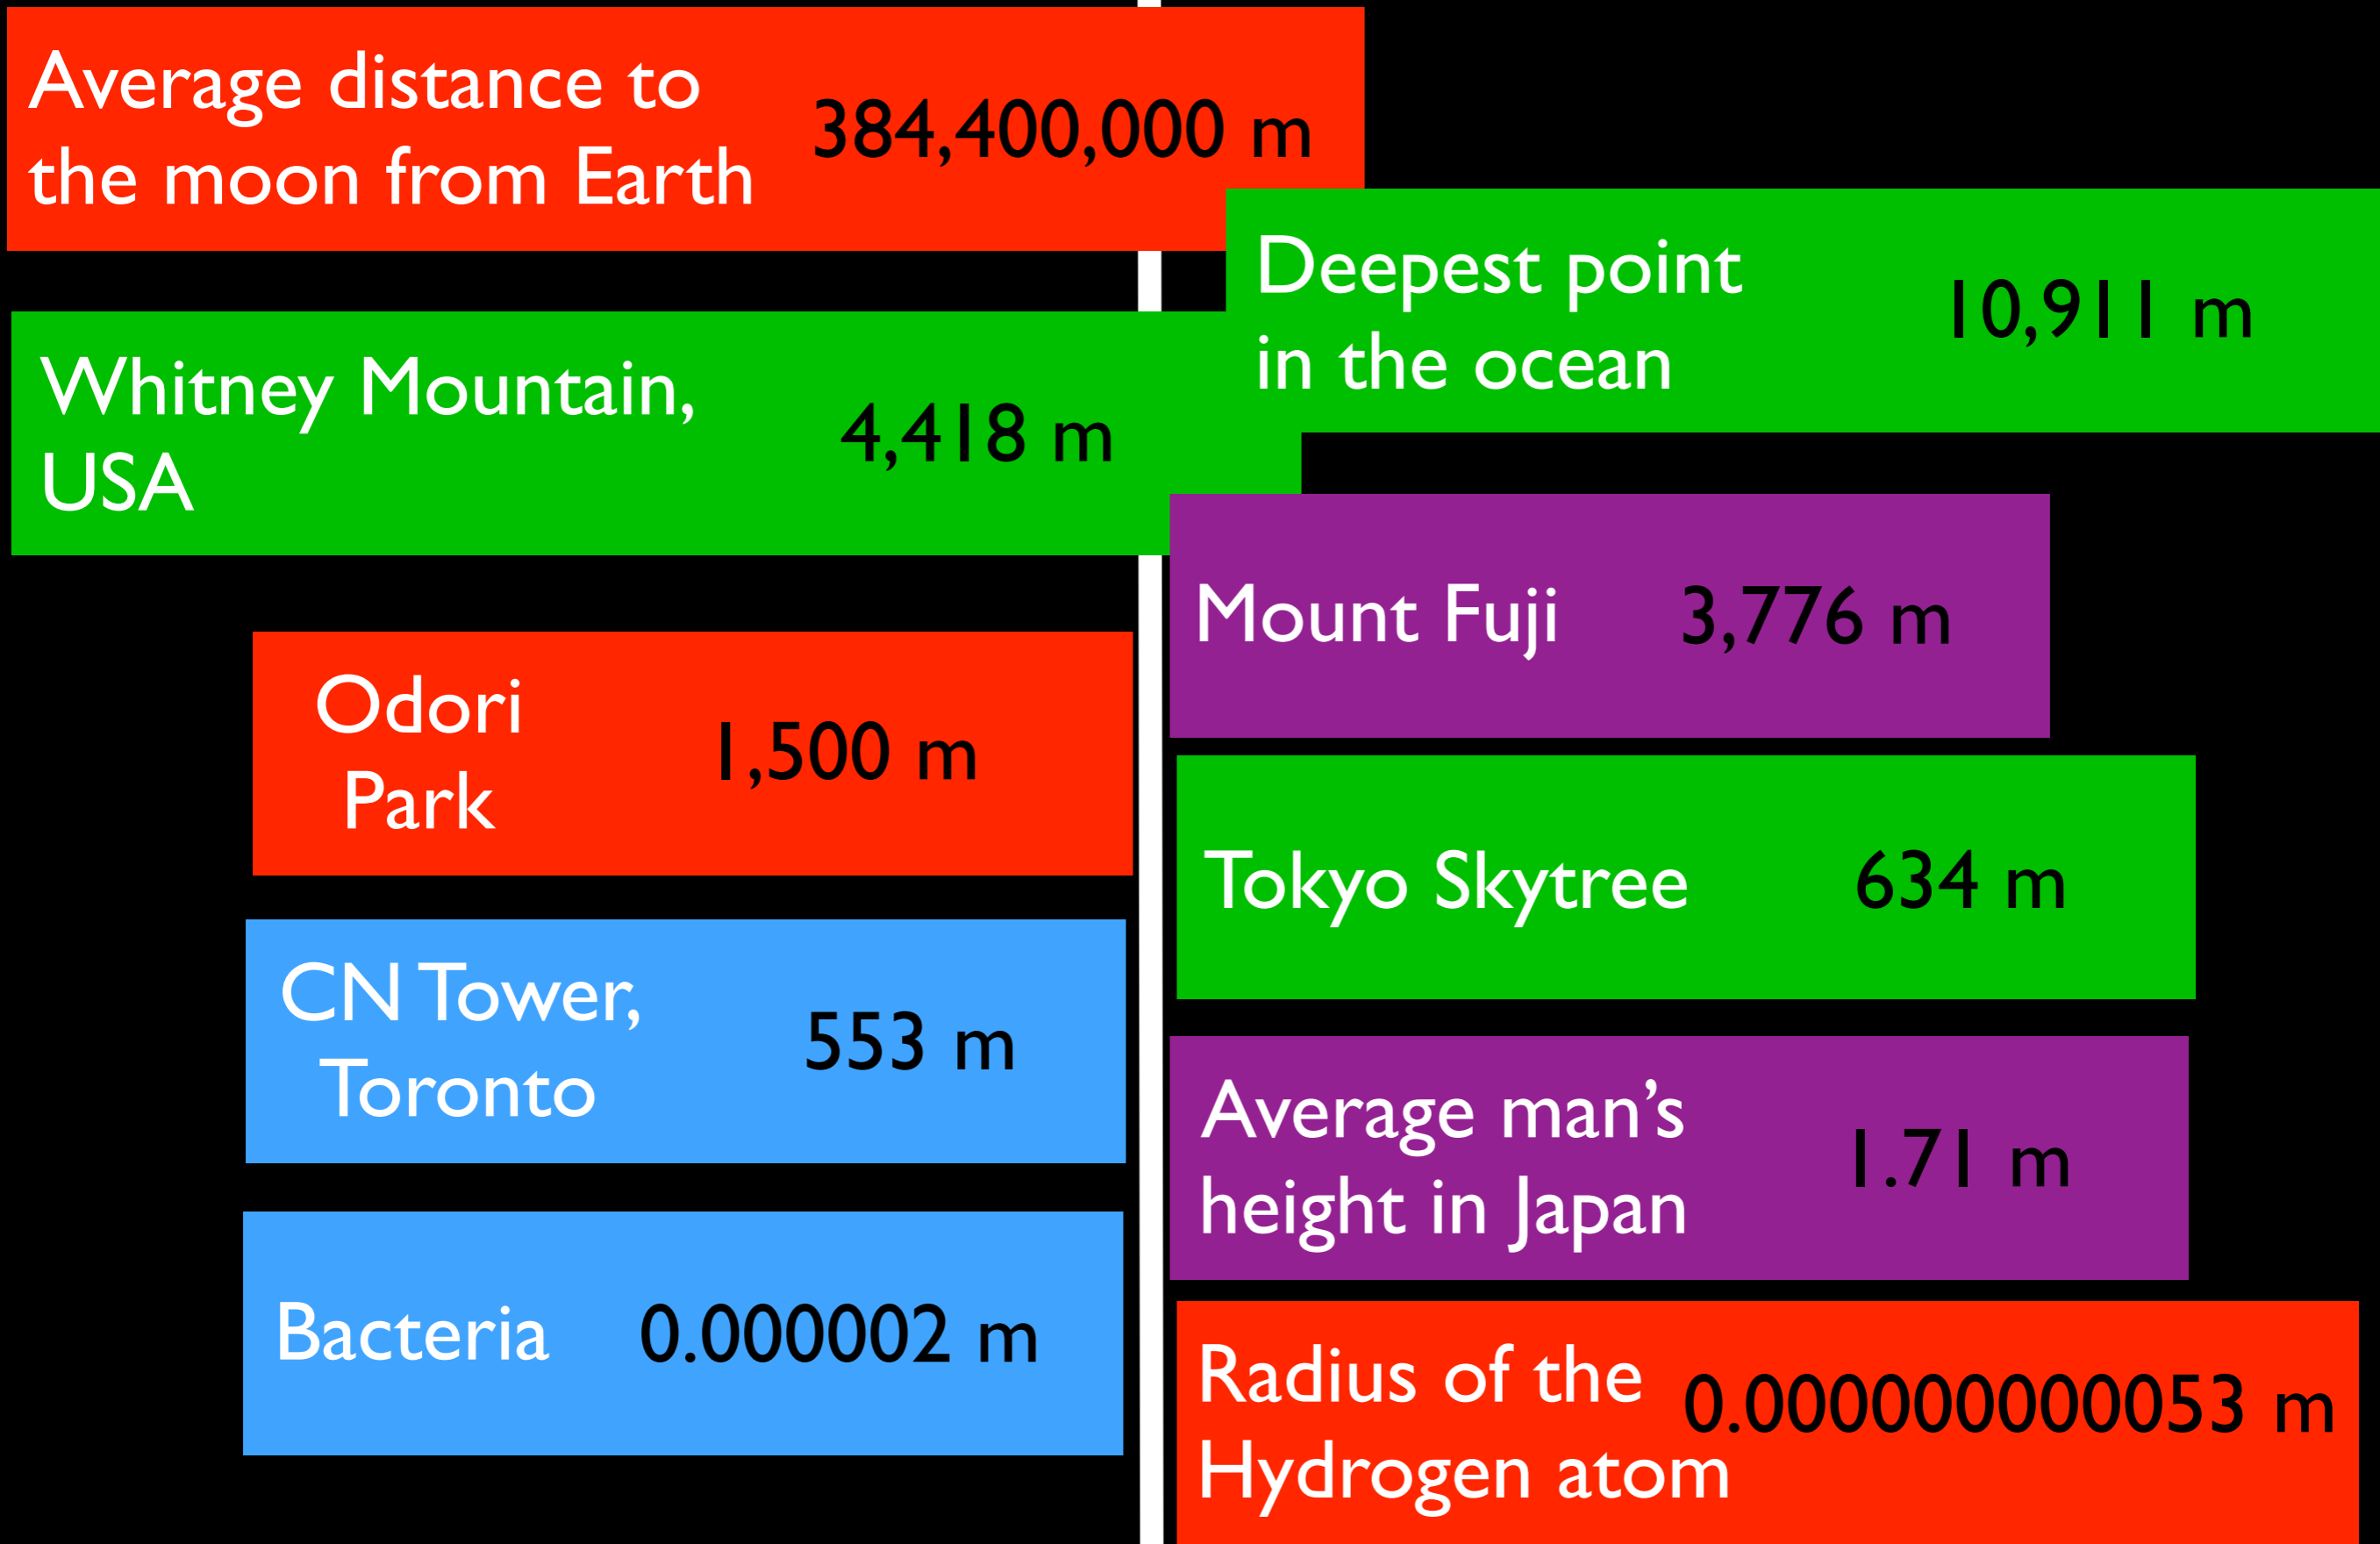 Average distance to
the moon from Earth
384,400,000 m
Deepest point
in the ocean
10,911 m
Whitney Mountain,
USA
4,418 m
Mount Fuji 3,776 m
Odori
Park
1,500 m
Tokyo Skytree 634 m
CN Tower,
Toronto
553 m
Average man’s
height in Japan
1.71 m
Bacteria 0.000002 m
Radius of the
Hydrogen atom
0.000000000053 m